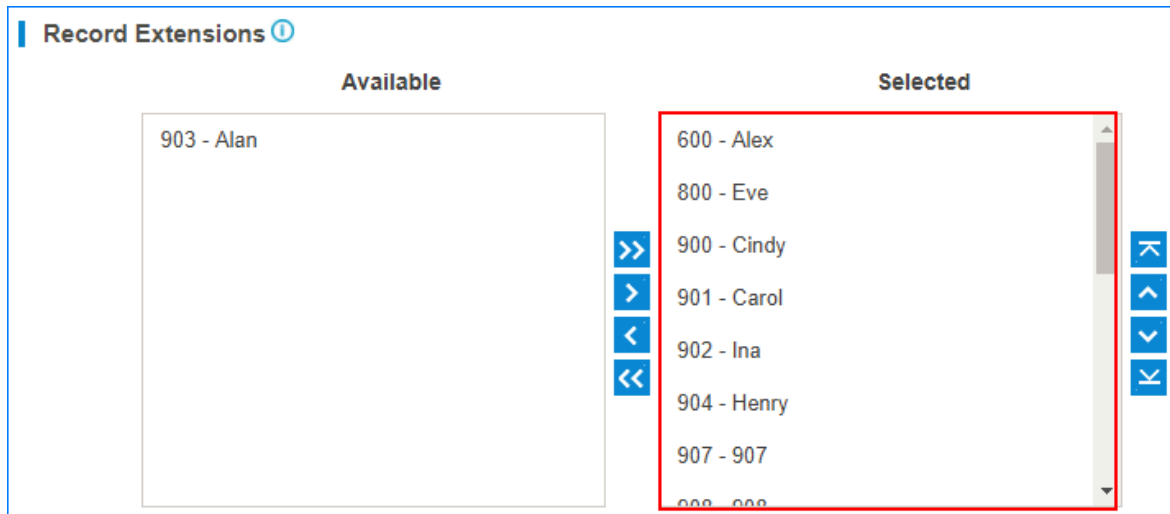 Record Extensions
Available
Selected
903 - Alan
600 - Alex
800 - Eve
900 - Cindy
901 - Carol
902 - Ina
904 - Henry
907 - 907